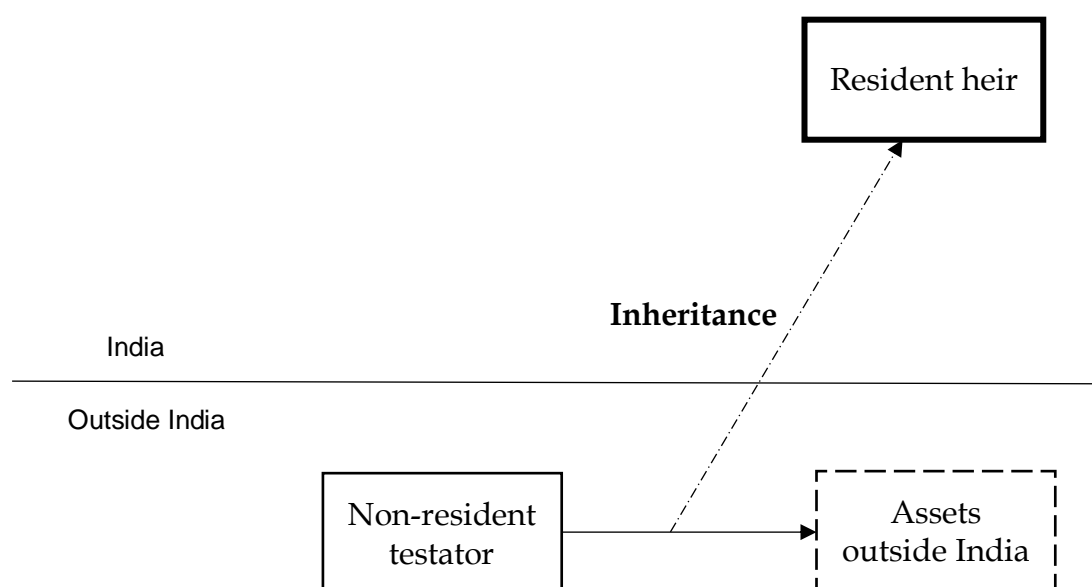 Resident heir
Inheritance
India
Outside India
Non-resident
testator
Assets
outside India